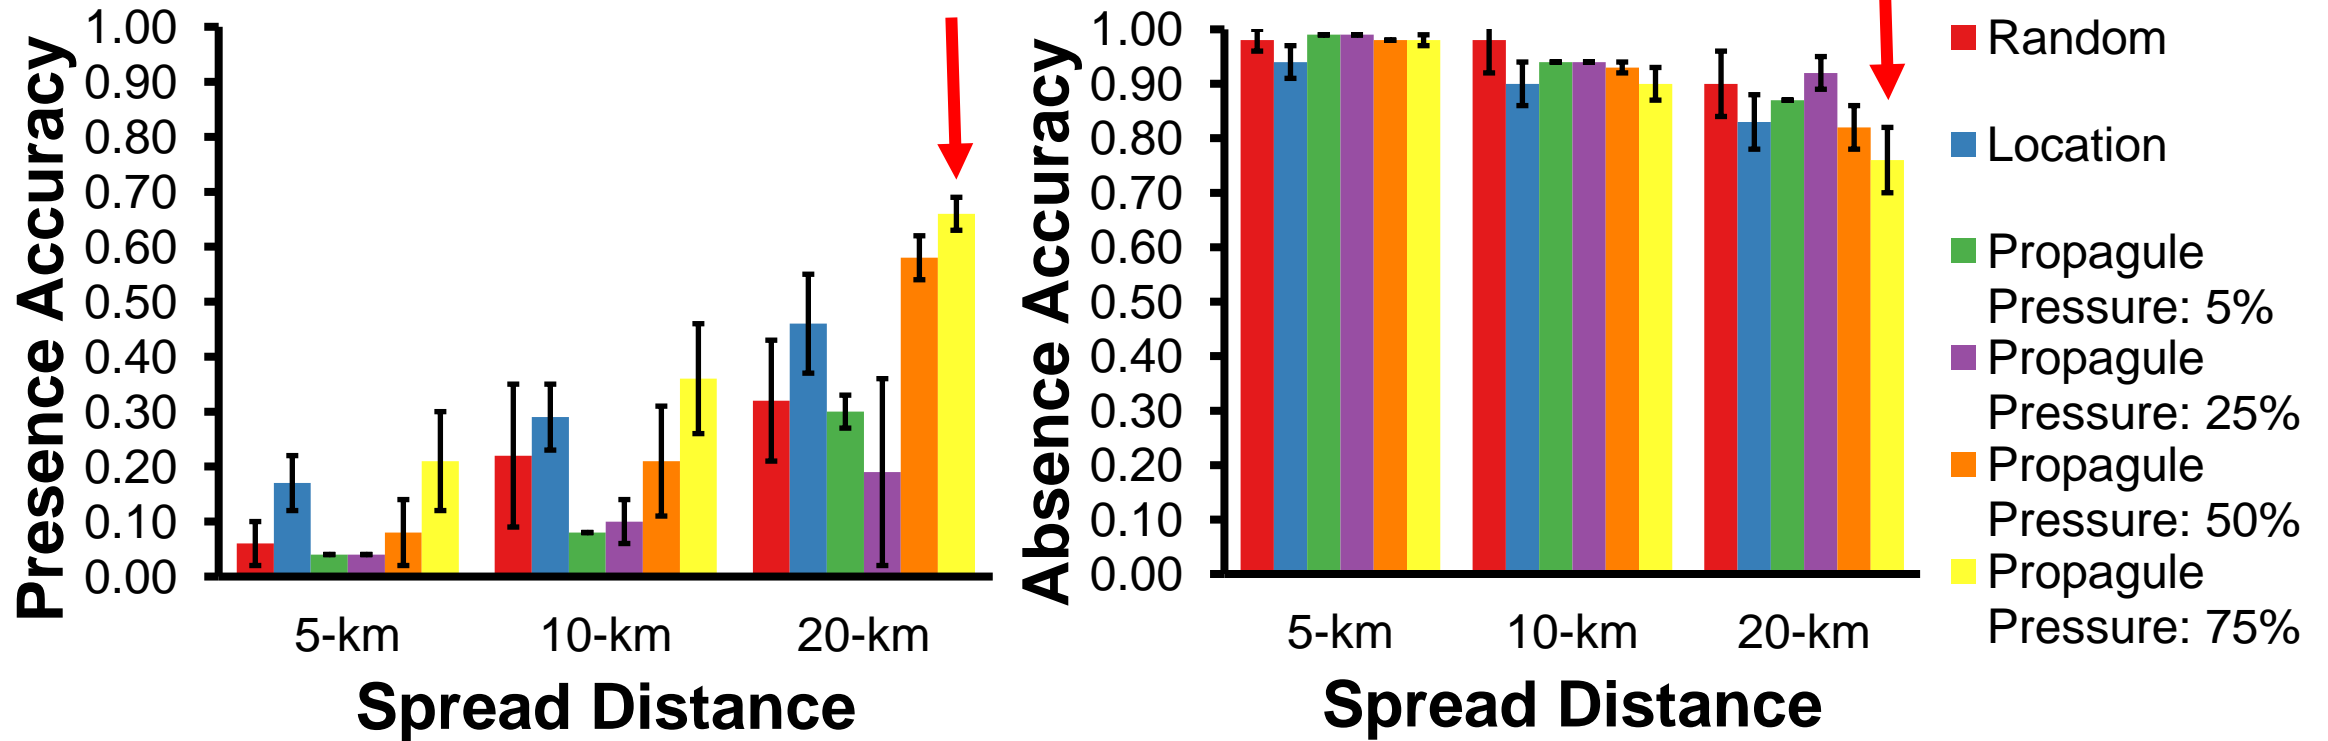 Presence Accuracy
1.00
0.90
0.80
0.70
0.60
0.50
0.40
0.30
0.20
0.10
0.00
5-km 10-km 20-km
Spread Distance
Absence Accuracy
1.00
0.90
0.80
0.70
0.60
0.50
0.40
0.30
0.20
0.10
0.00
5-km 10-km 20-km
Spread Distance
Random
Location
Propagule
Pressure: 5%
Propagule
Pressure: 25%
Propagule
Pressure: 50%
Propagule
Pressure: 75%